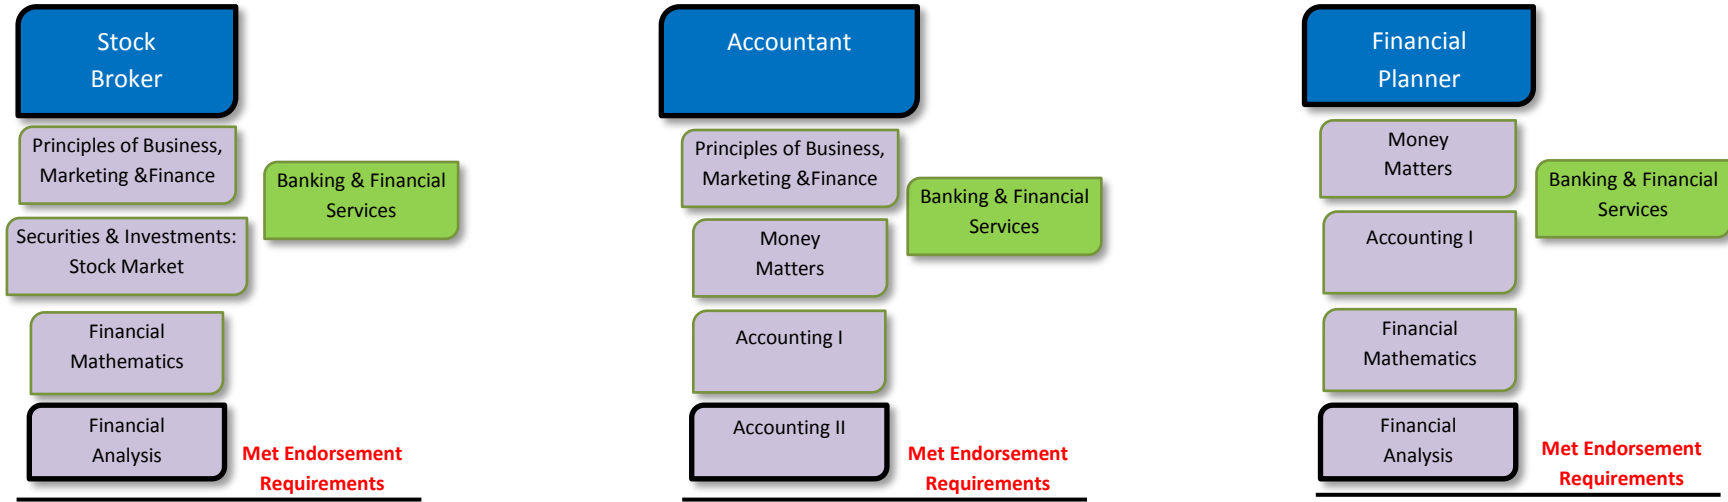 Stock
Broker
Principles of Business,
Marketing &Finance
Banking & Financial
Services
Securities & Investments:
Stock Market
Financial
Mathematics
Financial
Analysis
Met Endorsement
Requirements
Accountant
Principles of Business,
Marketing &Finance
Banking & Financial
Services
Money
Matters
Accounting I
Accounting II
Met Endorsement
Requirements
Financial
Planner
Money
Matters
Banking & Financial
Services
Accounting I
Financial
Mathematics
Financial
Analysis
Met Endorsement
Requirements